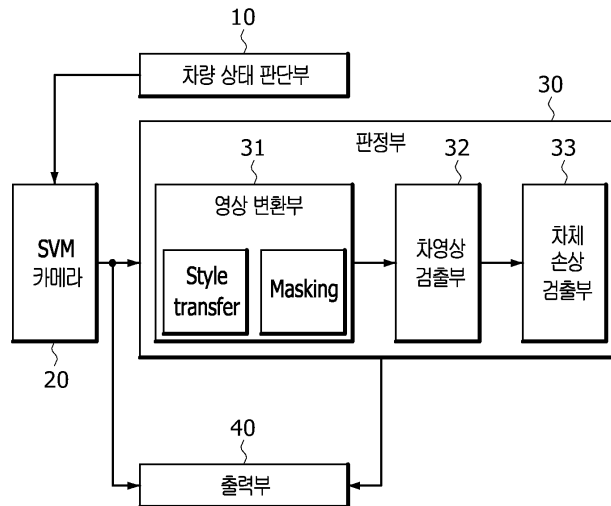 10
차량 상태 판단부
30
판정부
31
32
33
영상 변환부
SVM
카메라
Style
transfer
Masking
차영상
검출부
차체
손상
검출부
20
40
출력부